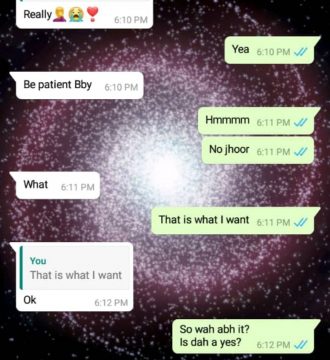 Really🤦😭❣️
6:10 PM
Yea 6:10 PM
Be patient Bby 6:10 PM
Hmmmm 6:11 PM
No jhoor 6:11 PM
What 6:11 PM
That is what I want 6:11 PM
You
That is what I want
Ok 6:12 PM
So wah abh it?
Is dah a yes? 6:12 PM